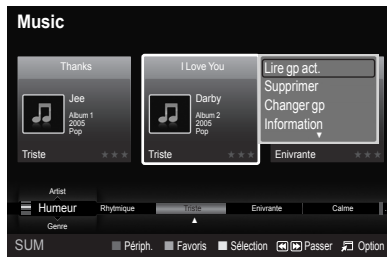 Music
Thanks
Jee
Album 1
2005
Pop
Triste ★★★
I Love You
Darby
Album 2
2005
Pop
Triste ★★★
Lire gp act.
Supprimer
Changer gp
Information
Enivrante ★★★
Artist
Humeur
Genre
Rhytmique Triste Enivrante Calme
SUM Périph. Favoris Sélection Passer Option